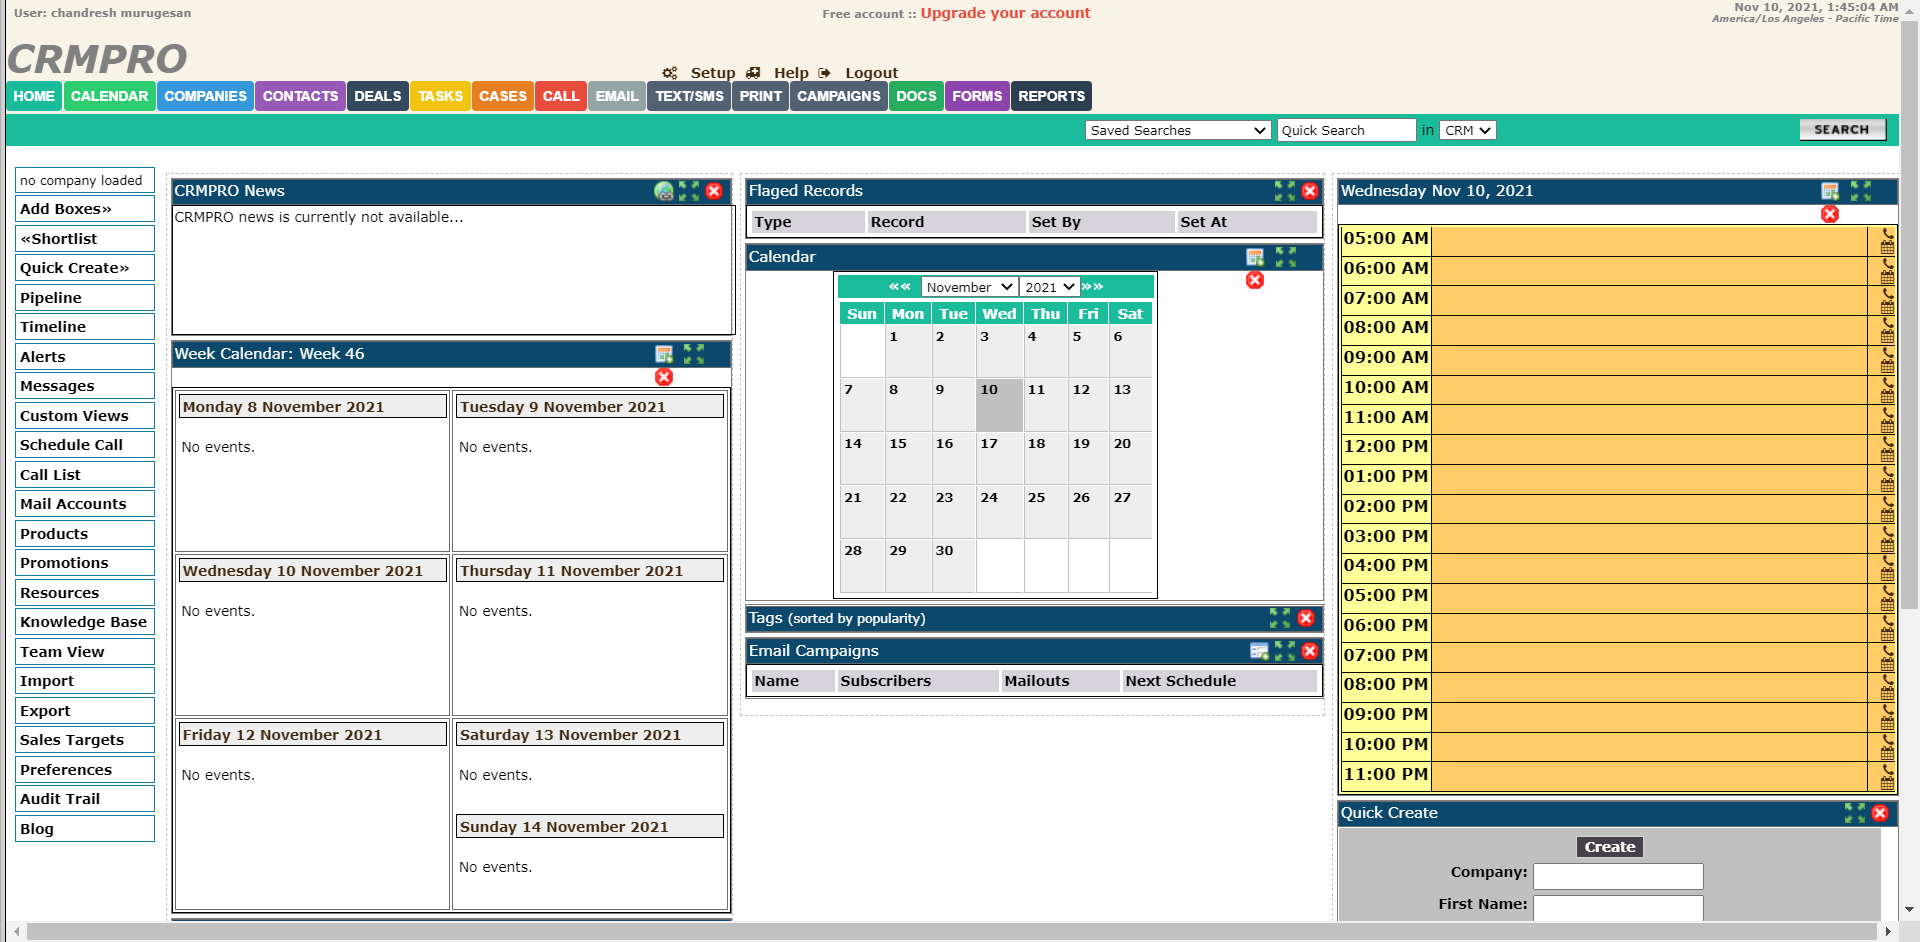 User: chandresh murugesan
Free account :: Upgrade your account
Nov 10, 2021, 1:45:04 AM
America/Los Angeles - Pacific Time
CRMPRO
Setup Help Logout
HOME CALENDAR COMPANIES CONTACTS DEALS TASKS CASES CALL EMAIL TEXT/SMS PRINT CAMPAIGNS DOCS FORMS REPORTS
Saved Searches Quick Search in CRM SEARCH
no company loaded
Add Boxes»
«Shortlist
Quick Create»
Pipeline
Timeline
Alerts
Messages
Custom Views
Schedule Call
Call List
Mail Accounts
Products
Promotions
Resources
Knowledge Base
Team View
Import
Export
Sales Targets
Preferences
Audit Trail
Blog
CRMPRO News
CRMPRO news is currently not available...
Week Calendar: Week 46
Monday 8 November 2021
No events.
Tuesday 9 November 2021
No events.
Wednesday 10 November 2021
No events.
Thursday 11 November 2021
No events.
Friday 12 November 2021
No events.
Saturday 13 November 2021
No events.
Sunday 14 November 2021
No events.
Flaged Records
Type Record Set By Set At
Calendar
«« November 2021 »»
Sun Mon Tue Wed Thu Fri Sat
1 2 3 4 5 6
7 8 9 10 11 12 13
14 15 16 17 18 19 20
21 22 23 24 25 26 27
28 29 30
Tags (sorted by popularity)
Email Campaigns
Name Subscribers Mailouts Next Schedule
Wednesday Nov 10, 2021
05:00 AM
06:00 AM
07:00 AM
08:00 AM
09:00 AM
10:00 AM
11:00 AM
12:00 PM
01:00 PM
02:00 PM
03:00 PM
04:00 PM
05:00 PM
06:00 PM
07:00 PM
08:00 PM
09:00 PM
10:00 PM
11:00 PM
Quick Create
Create
Company:
First Name: